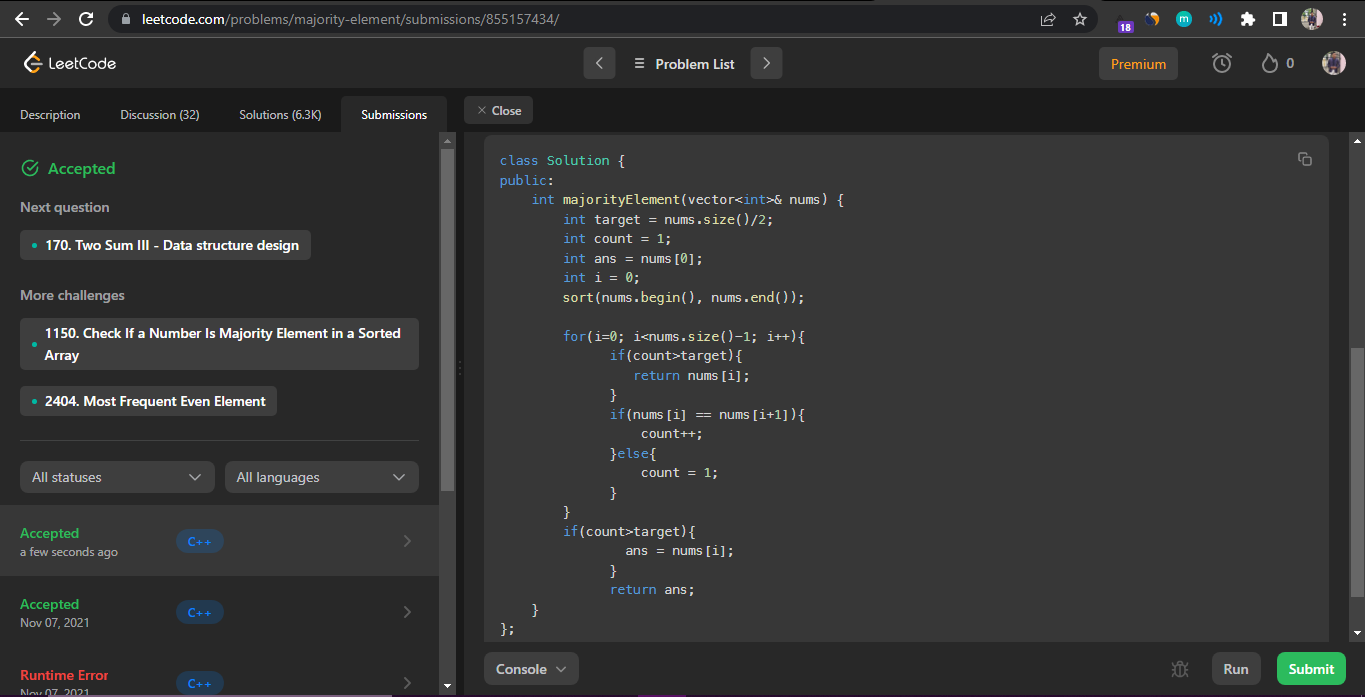 leetcode.com/problems/majority-element/submissions/855157434/
18
m
LeetCode
Problem List
Premium
0
Description
Discussion (32)
Solutions (6.3K)
Submissions
Close
Accepted
Next question
170. Two Sum III - Data structure design
More challenges
1150. Check If a Number Is Majority Element in a Sorted
Array
2404. Most Frequent Even Element
All statuses
All languages
Accepted
C++
a few seconds ago
Accepted
C++
Nov 07, 2021
Runtime Error
C++
Nov 07, 2021
class Solution {
public:
    int majorityElement(vector<int>& nums) {
        int target = nums.size()/2;
        int count = 1;
        int ans = nums[0];
        int i = 0;
        sort(nums.begin(), nums.end());
        for(i=0; i<nums.size()-1; i++){
              if(count>target){
                 return nums[i];
              }
              if(nums[i] == nums[i+1]){
                  count++;
              }else{
                  count = 1;
              }
        }
        if(count>target){
                ans = nums[i];
              }
              return ans;
    }
};
Console
Run
Submit